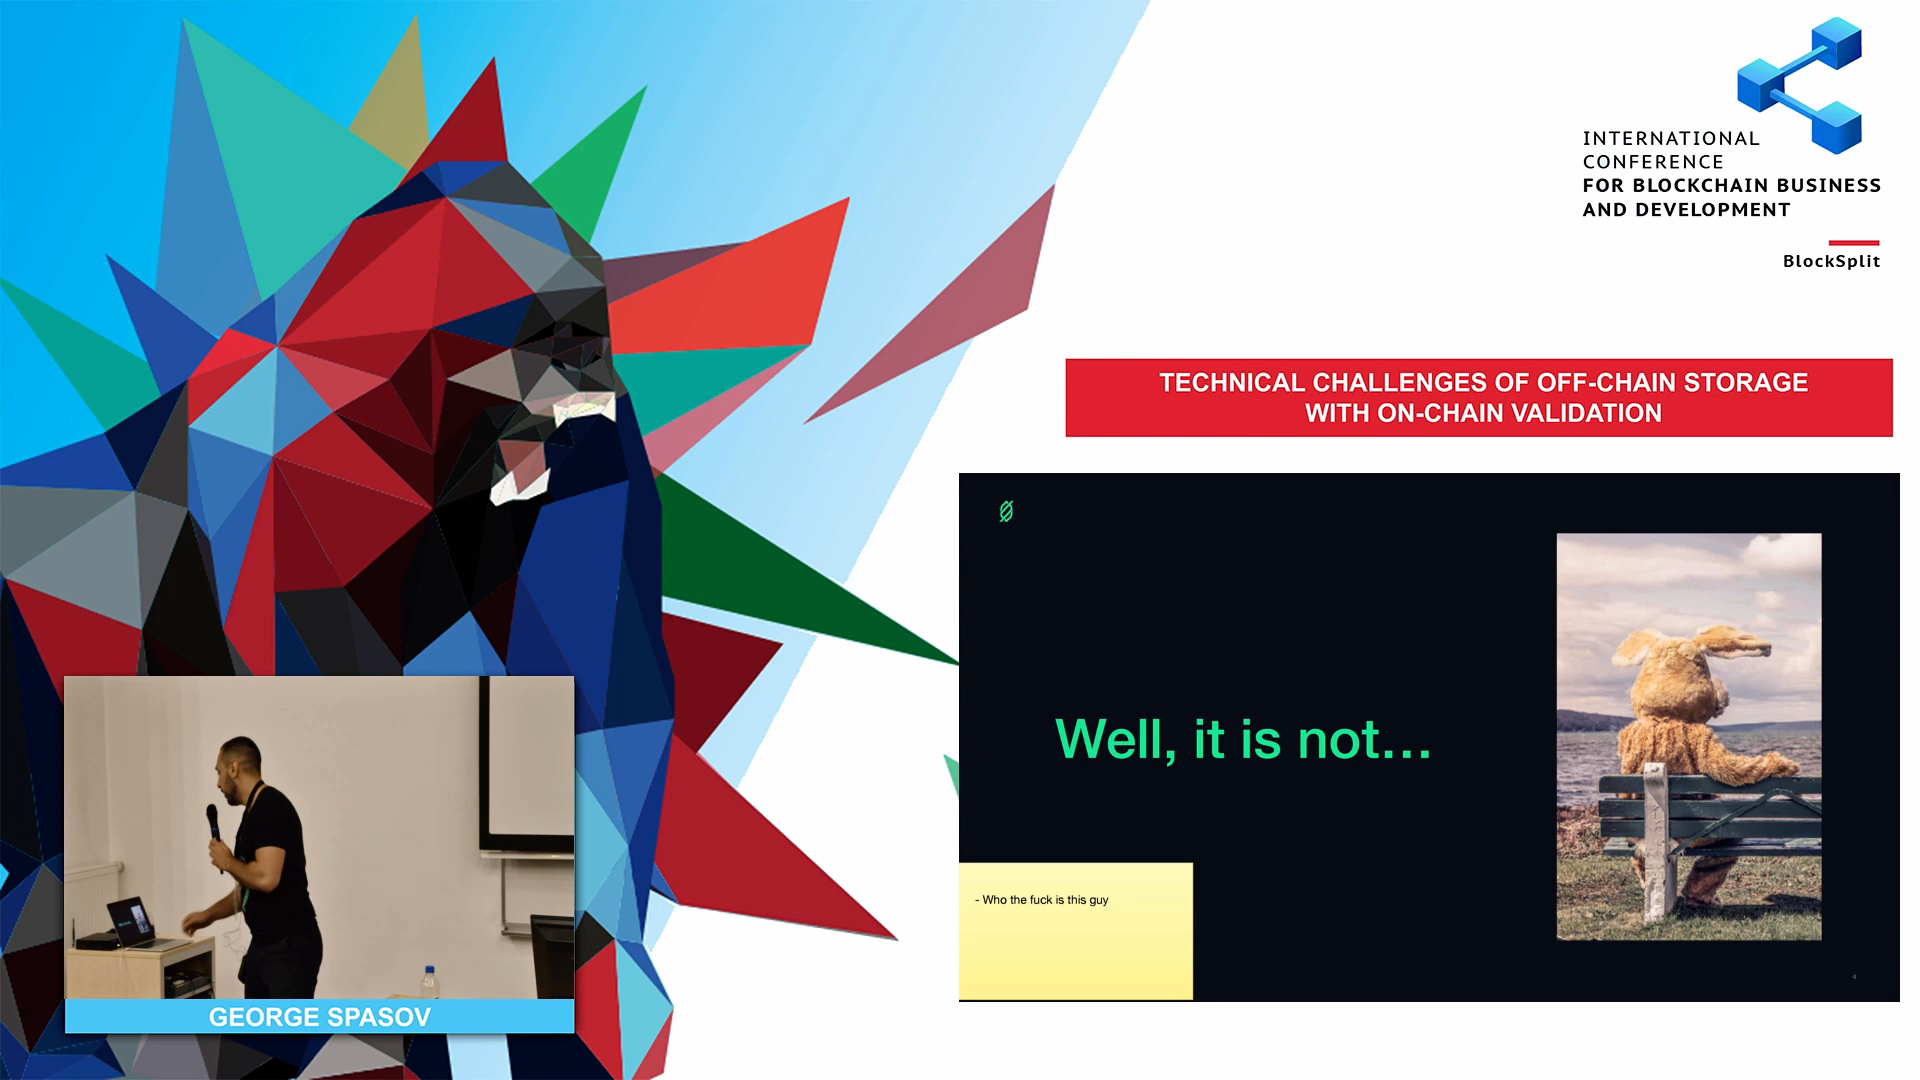 INTERNATIONAL
CONFERENCE
FOR BLOCKCHAIN BUSINESS
AND DEVELOPMENT
BlockSplit
TECHNICAL CHALLENGES OF OFF-CHAIN STORAGE
WITH ON-CHAIN VALIDATION
Well, it is not...
- Who the fuck is this guy
4
GEORGE SPASOV